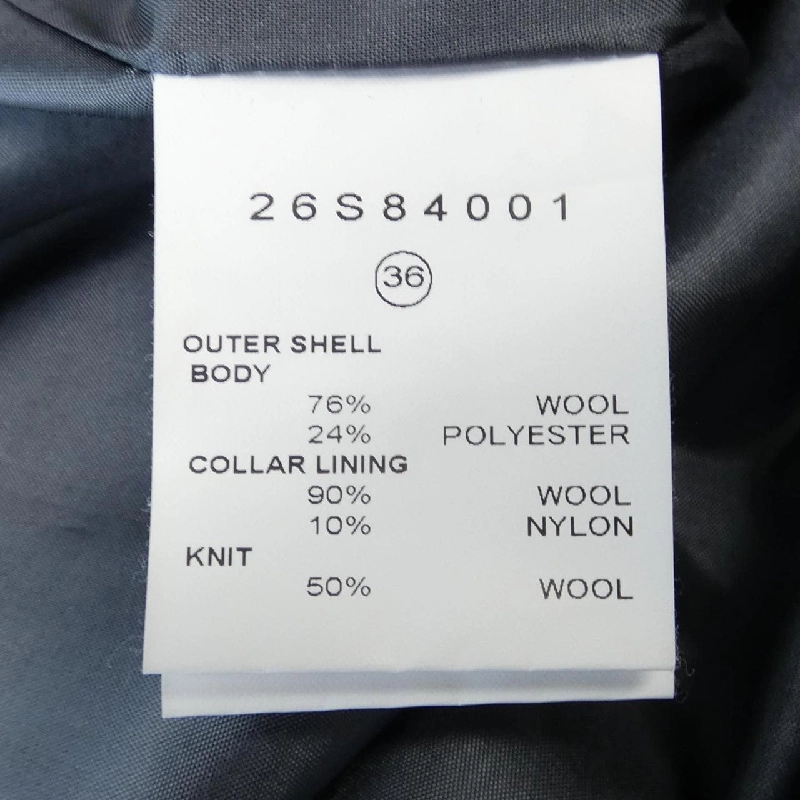 26S84001
36
OUTER SHELL
BODY
76% WOOL
24% POLYESTER
COLLAR LINING
90% WOOL
10% NYLON
KNIT
50% WOOL